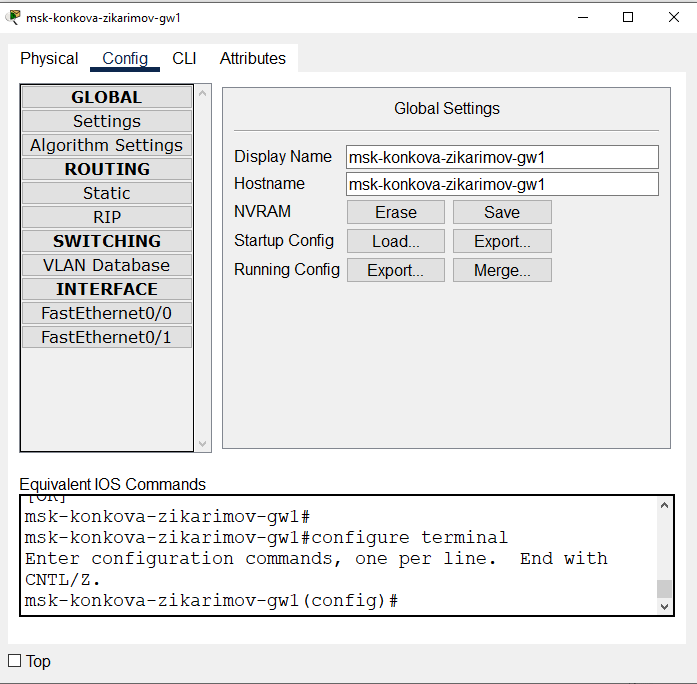 msk-konkova-zikarimov-gw1
Physical Config CLI Attributes
GLOBAL
Settings
Algorithm Settings
ROUTING
Static
RIP
SWITCHING
VLAN Database
INTERFACE
FastEthernet0/0
FastEthernet0/1
Global Settings
Display Name msk-konkova-zikarimov-gw1
Hostname msk-konkova-zikarimov-gw1
NVRAM Erase Save
Startup Config Load... Export...
Running Config Export... Merge...
Equivalent IOS Commands
[OK]
msk-konkova-zikarimov-gw1#
msk-konkova-zikarimov-gw1#configure terminal
Enter configuration commands, one per line.  End with
CNTL/Z.
msk-konkova-zikarimov-gw1(config)#
Top